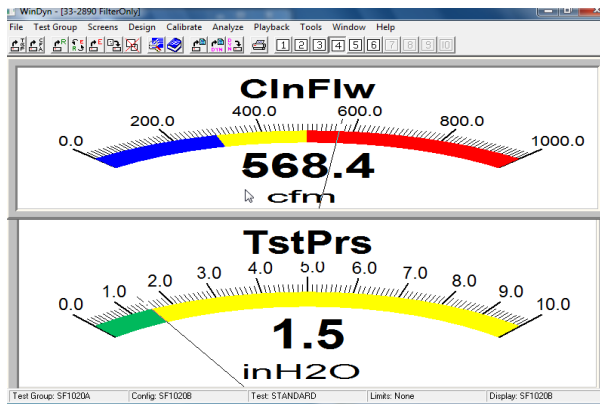 WinDyn - [33-2890 FilterOnly]
File Test Group Screens Design Calibrate Analyze Playback Tools Window Help
1 2 3 4 5 6 7 8 9 10
ClnFlw
0.0 200.0 400.0 600.0 800.0 1000.0
568.4
cfm
TstPrs
0.0 1.0 2.0 3.0 4.0 5.0 6.0 7.0 8.0 9.0 10.0
1.5
inH2O
Test Group: SF1020A Config: SF1020B Test: STANDARD Limits: None Display: SF1020B